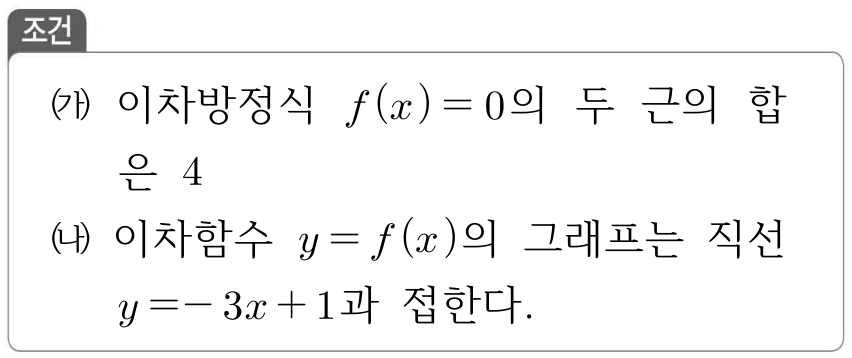 조건
㈎ 이차방정식 f(x)=0의 두 근의 합
은 4
㈏ 이차함수 y=f(x)의 그래프는 직선
y=-3x+1과 접한다.